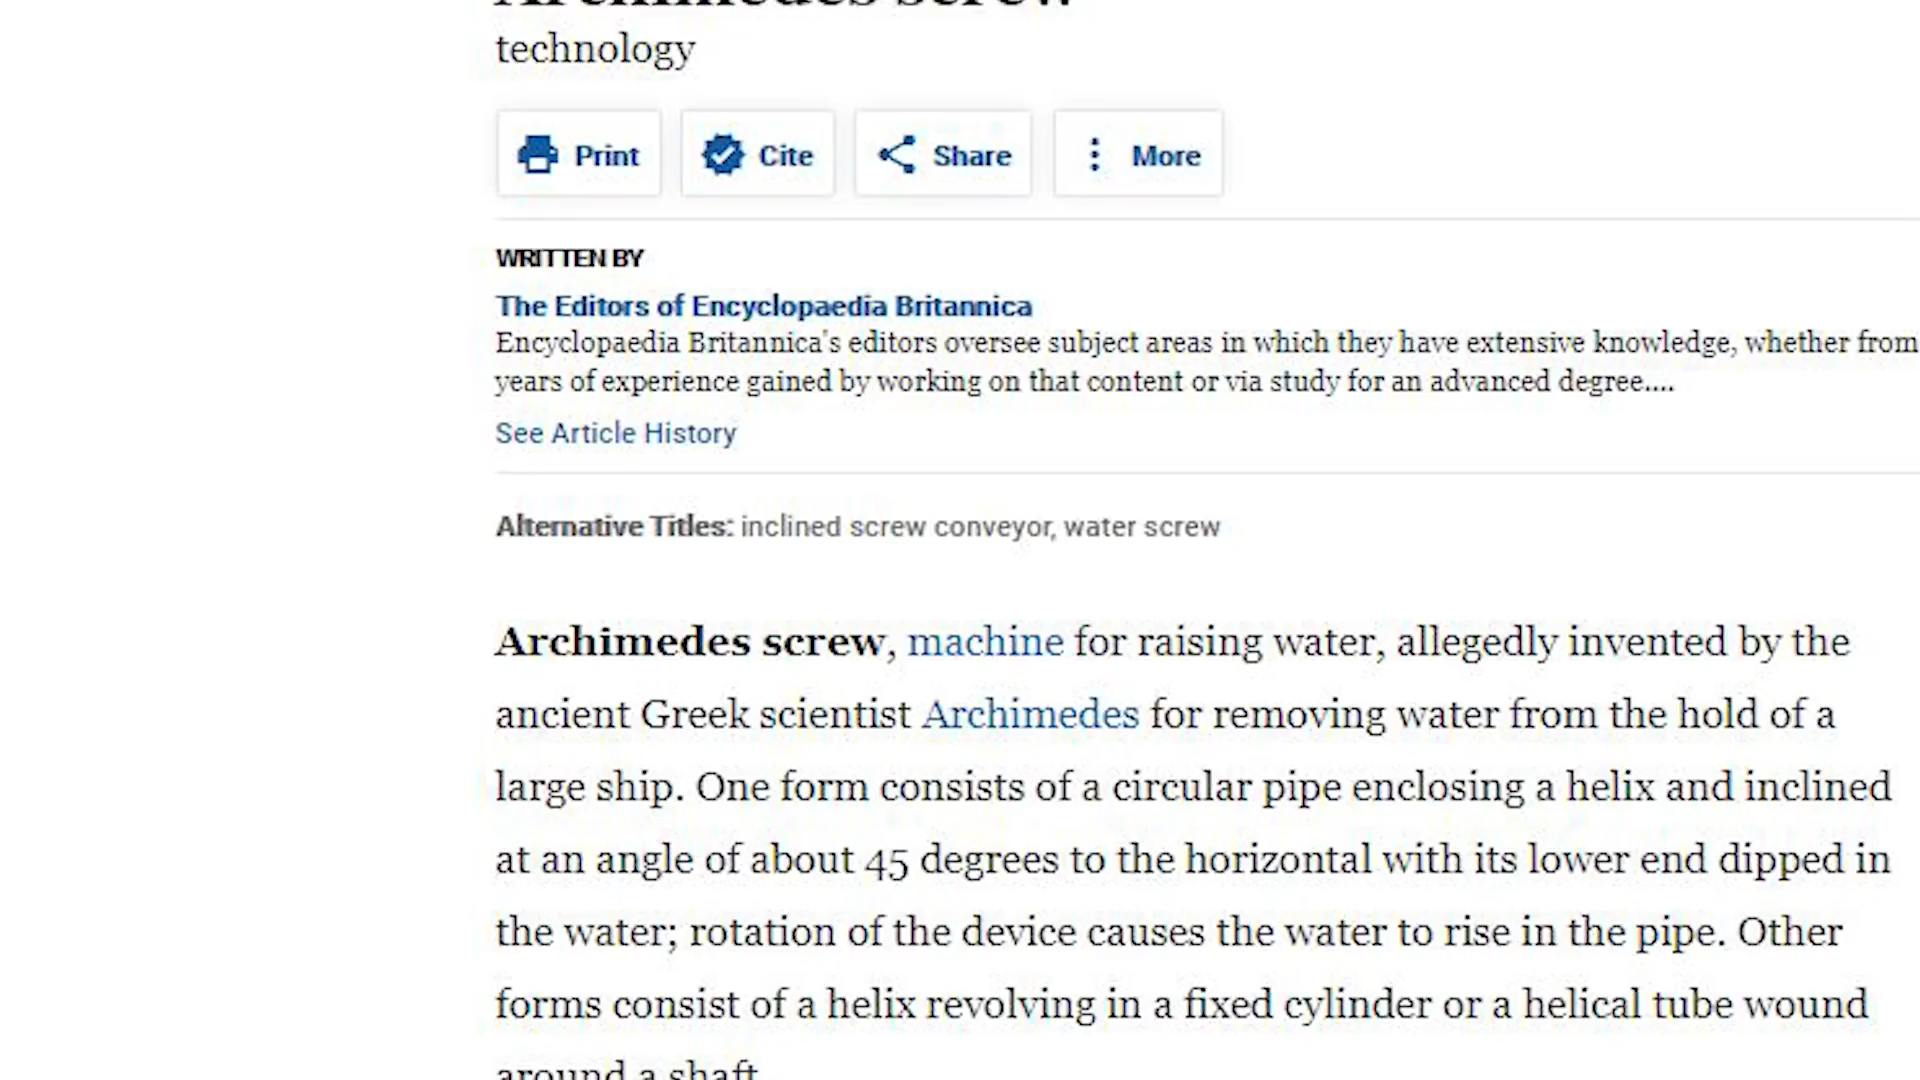 Archimedes screw
technology
Print Cite Share More
WRITTEN BY
The Editors of Encyclopaedia Britannica
Encyclopaedia Britannica's editors oversee subject areas in which they have extensive knowledge, whether from
years of experience gained by working on that content or via study for an advanced degree....
See Article History
Alternative Titles: inclined screw conveyor, water screw
Archimedes screw, machine for raising water, allegedly invented by the
ancient Greek scientist Archimedes for removing water from the hold of a
large ship. One form consists of a circular pipe enclosing a helix and inclined
at an angle of about 45 degrees to the horizontal with its lower end dipped in
the water; rotation of the device causes the water to rise in the pipe. Other
forms consist of a helix revolving in a fixed cylinder or a helical tube wound
around a shaft.